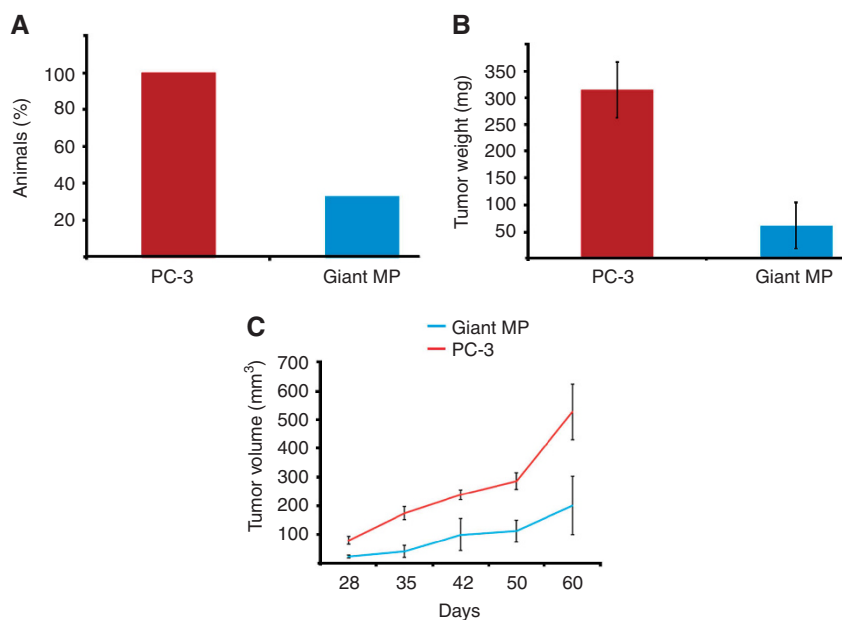 A
Animals (%)
100
80
60
40
20
PC-3
Giant MP
B
Tumor weight (mg)
350
300
250
200
150
100
50
PC-3
Giant MP
C
Giant MP
PC-3
Tumor volume (mm³)
700
600
500
400
300
200
100
28 35 42 50 60
Days